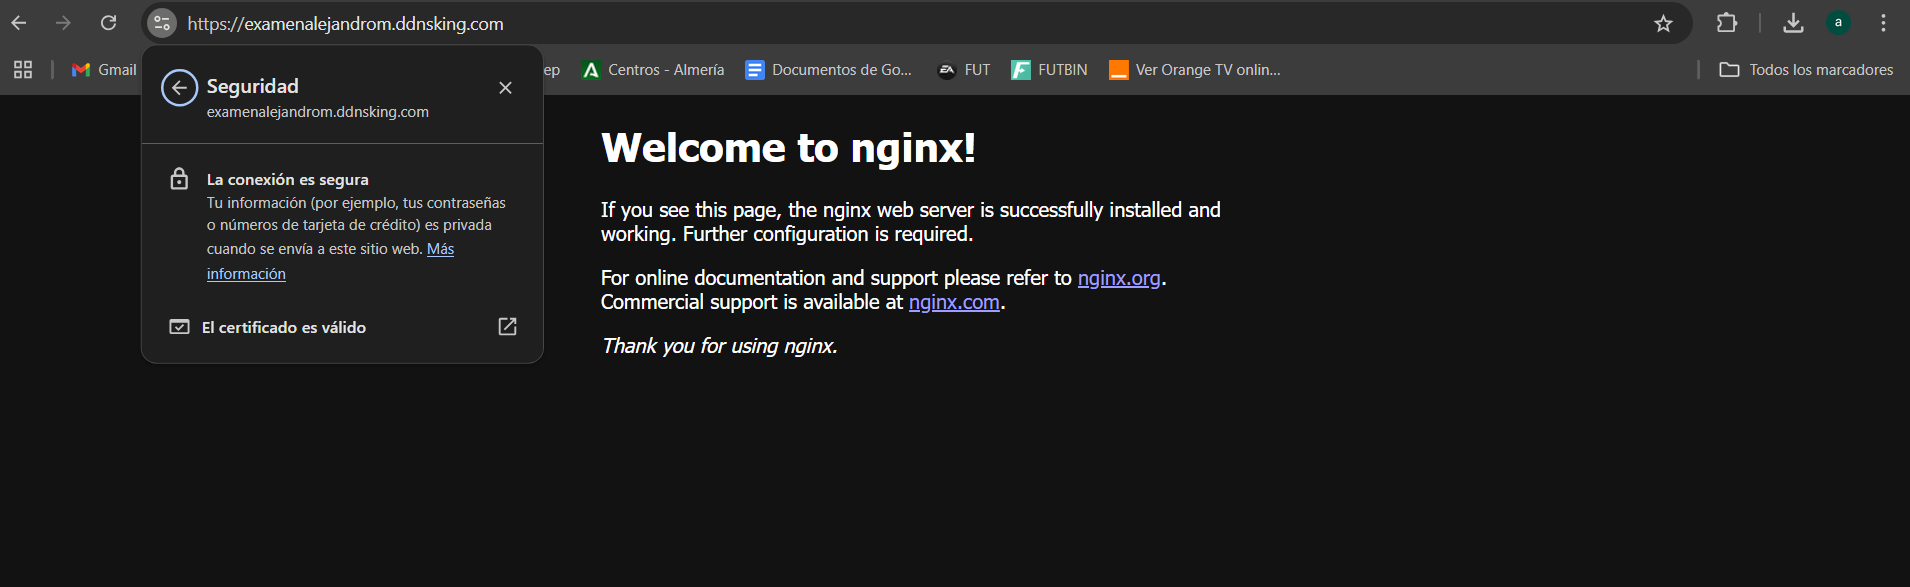 https://examenalejandrom.ddnsking.com
a
Gmail
ep
Centros - Almería
Documentos de Go...
FUT
FUTBIN
Ver Orange TV onlin...
Todos los marcadores
Seguridad
examenalejandrom.ddnsking.com
La conexión es segura
Tu información (por ejemplo, tus contraseñas
o números de tarjeta de crédito) es privada
cuando se envía a este sitio web. Más
información
El certificado es válido
Welcome to nginx!
If you see this page, the nginx web server is successfully installed and
working. Further configuration is required.
For online documentation and support please refer to nginx.org.
Commercial support is available at nginx.com.
Thank you for using nginx.